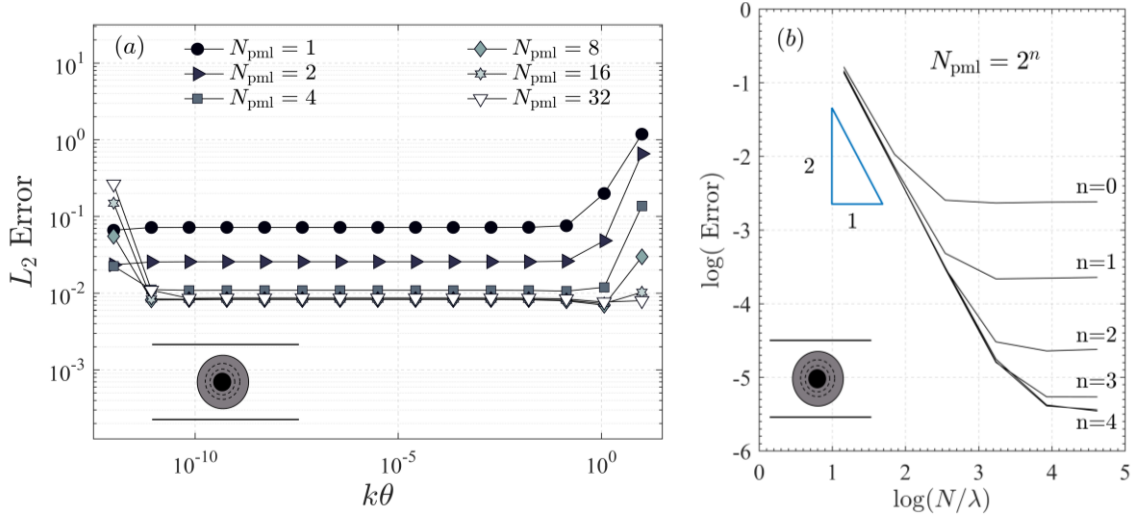 (a)
N_pml = 1
N_pml = 2
N_pml = 4
N_pml = 8
N_pml = 16
N_pml = 32
L_2 Error
10^1
10^0
10^-1
10^-2
10^-3
10^-10
10^-5
10^0
kθ
(b)
N_pml = 2^n
log( Error)
0
-1
-2
-3
-4
-5
-6
2
1
n=0
n=1
n=2
n=3
n=4
0
1
2
3
4
5
log(N/λ)